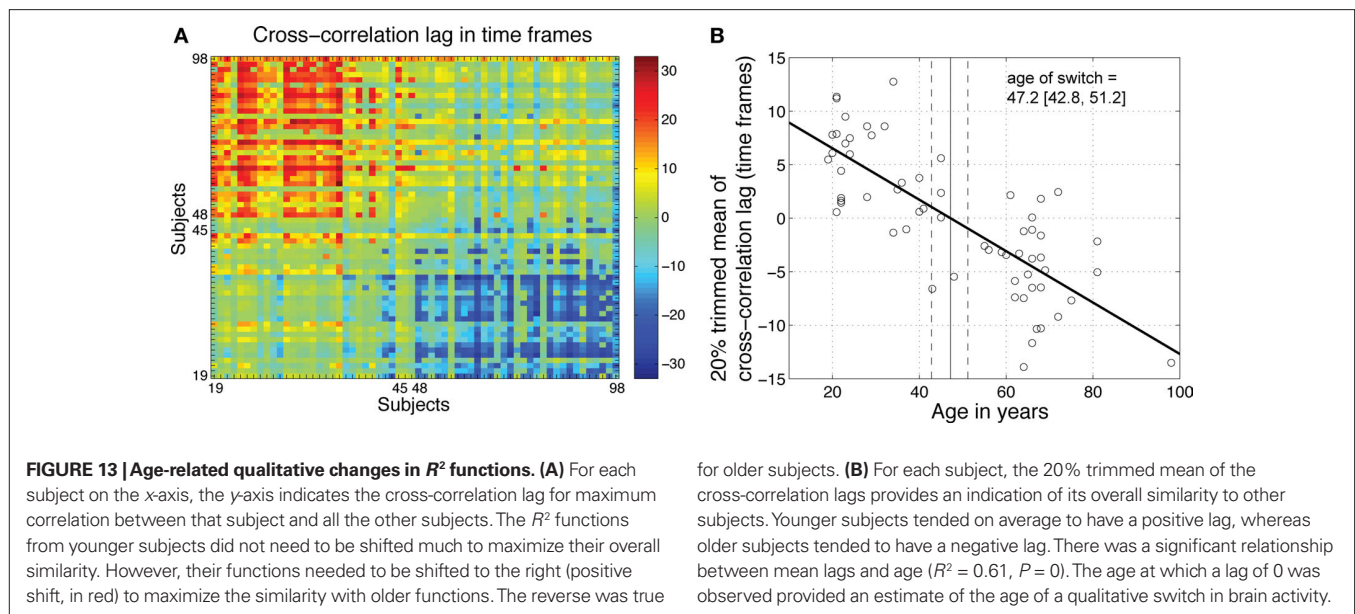 A
Cross-correlation lag in time frames
98
48
45
19
Subjects
19
45 48
98
Subjects
30
20
10
0
-10
-20
-30
B
15
10
5
0
-5
-10
-15
20% trimmed mean of
cross-correlation lag (time frames)
age of switch =
47.2 [42.8, 51.2]
20
40
60
80
100
Age in years
FIGURE 13 | Age-related qualitative changes in R² functions. (A) For each
subject on the x-axis, the y-axis indicates the cross-correlation lag for maximum
correlation between that subject and all the other subjects. The R² functions
from younger subjects did not need to be shifted much to maximize their overall
similarity. However, their functions needed to be shifted to the right (positive
shift, in red) to maximize the similarity with older functions. The reverse was true
for older subjects. (B) For each subject, the 20% trimmed mean of the
cross-correlation lags provides an indication of its overall similarity to other
subjects. Younger subjects tended on average to have a positive lag, whereas
older subjects tended to have a negative lag. There was a significant relationship
between mean lags and age (R² = 0.61, P = 0). The age at which a lag of 0 was
observed provided an estimate of the age of a qualitative switch in brain activity.